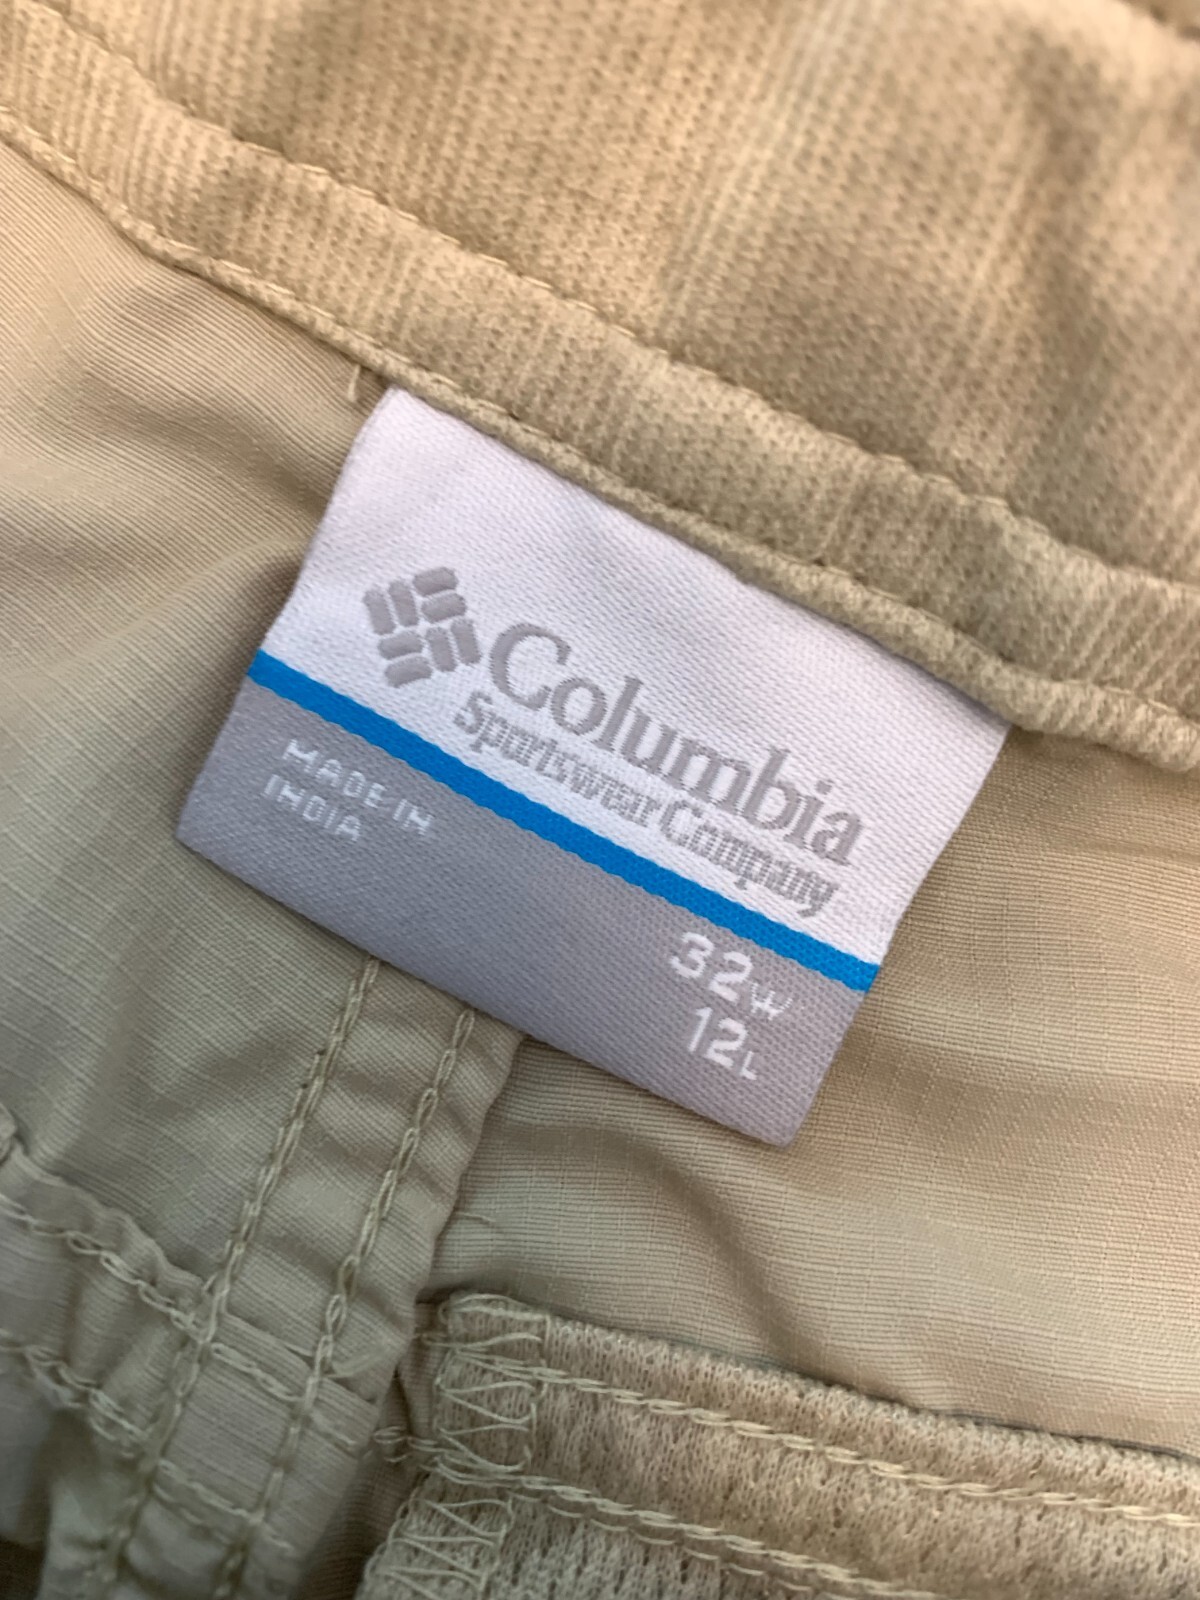 Columbia
Sportswear Company
MADE IN
INDIA
32W
12L